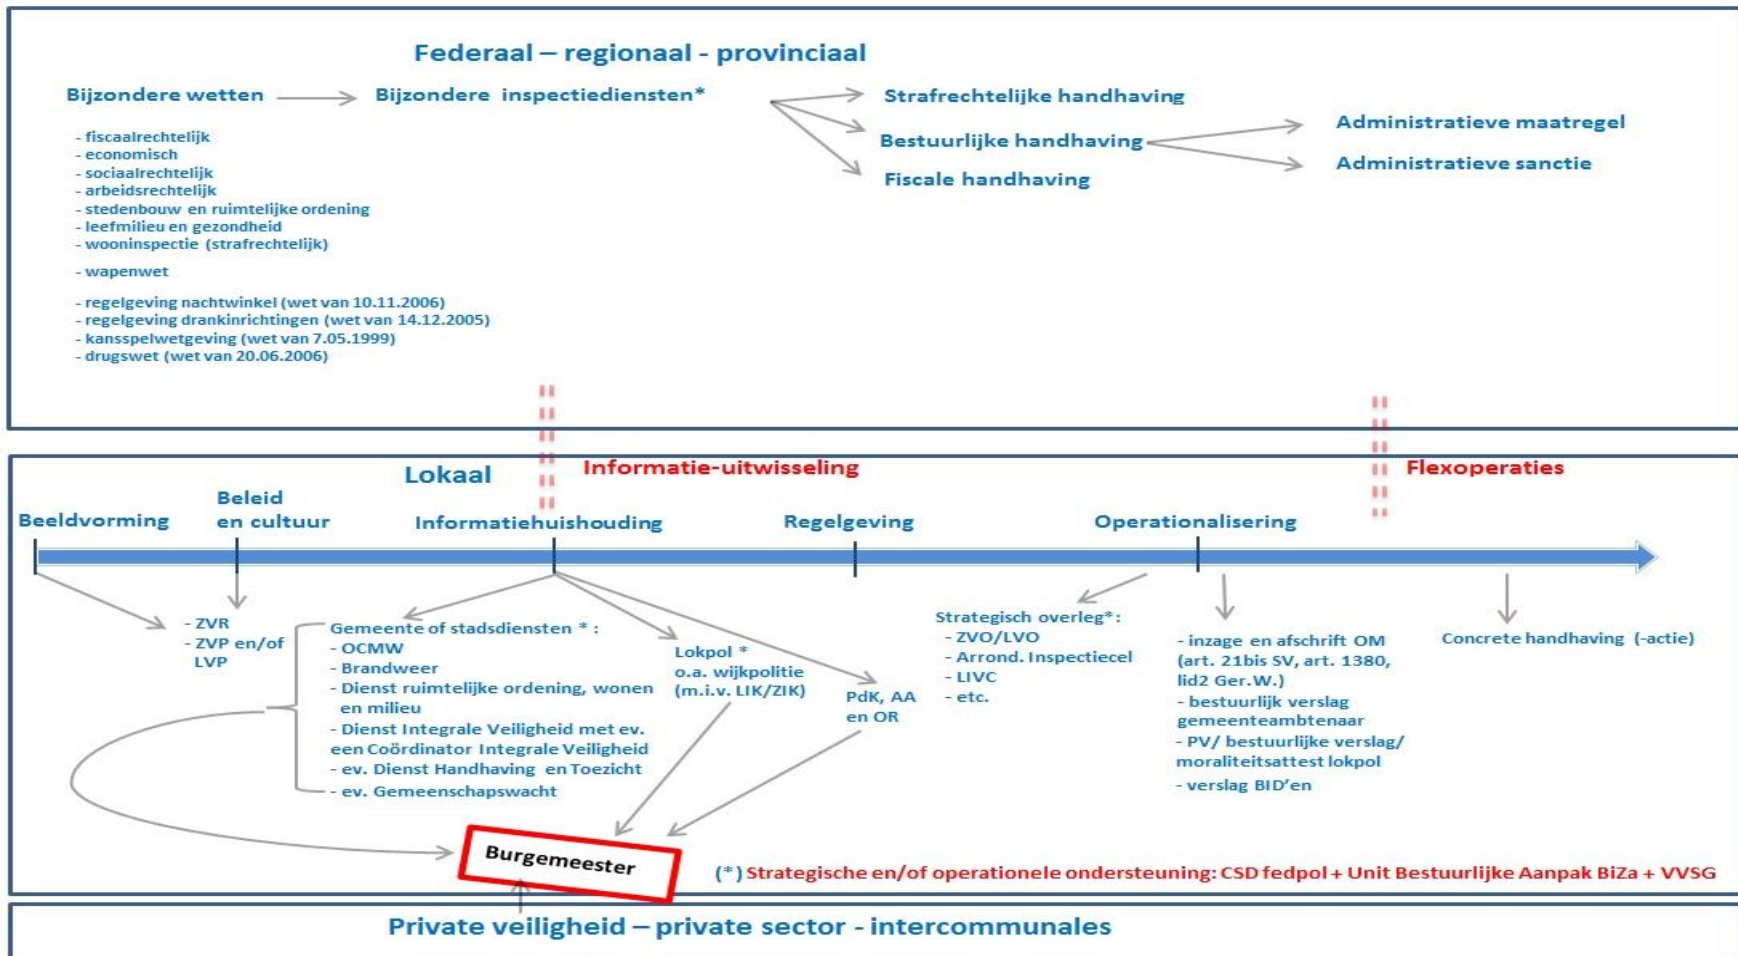 Federaal – regionaal - provinciaal
Bijzondere wetten
Bijzondere inspectiediensten*
Strafrechtelijke handhaving
Bestuurlijke handhaving
Fiscale handhaving
Administratieve maatregel
Administratieve sanctie
- fiscaalrechtelijk
- economisch
- sociaalrechtelijk
- arbeidsrechtelijk
- stedenbouw en ruimtelijke ordening
- leefmilieu en gezondheid
- wooninspectie (strafrechtelijk)
- wapenwet
- regelgeving nachtwinkel (wet van 10.11.2006)
- regelgeving drankinrichtingen (wet van 14.12.2005)
- kansspelwetgeving (wet van 7.05.1999)
- drugswet (wet van 20.06.2006)
Lokaal
Informatie-uitwisseling
Flexoperaties
Beeldvorming
Beleid
en cultuur
Informatiehuishouding
Regelgeving
Operationalisering
- ZVR
- ZVP en/of
LVP
Gemeente of stadsdiensten * :
- OCMW
- Brandweer
- Dienst ruimtelijke ordening, wonen
en milieu
- Dienst Integrale Veiligheid met ev.
een Coördinator Integrale Veiligheid
- ev. Dienst Handhaving en Toezicht
- ev. Gemeenschapswacht
Lokpol *
o.a. wijkpolitie
(m.i.v. LIK/ZIK)
PdK, AA
en OR
Strategisch overleg*:
- ZVO/LVO
- Arrond. Inspectiecel
- LIVC
- etc.
- inzage en afschrift OM
(art. 21bis SV, art. 1380,
lid2 Ger.W.)
- bestuurlijk verslag
gemeenteambtenaar
- PV/ bestuurlijke verslag/
moraliteitsattest lokpol
- verslag BID’en
Concrete handhaving (-actie)
Burgemeester
(*) Strategische en/of operationele ondersteuning: CSD fedpol + Unit Bestuurlijke Aanpak BiZa + VVSG
Private veiligheid – private sector - intercommunales